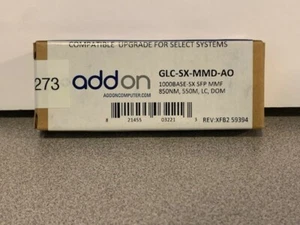 COMPATIBLE UPGRADE FOR SELECT SYSTEMS
273
addon
ADDONCOMPUTER.COM
GLC-SX-MMD-AO
1000BASE-SX SFP MMF
850NM, 550M, LC, DOM
8 21455 03221 3
REV:XFB2 59394